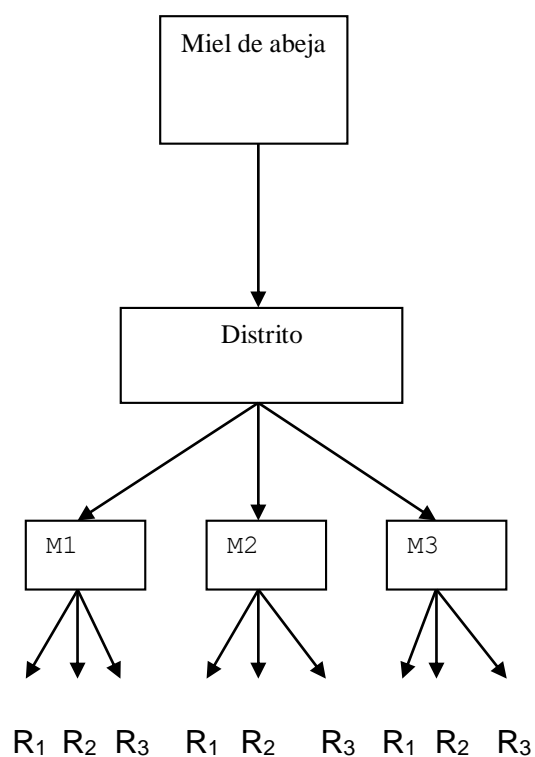 Miel de abeja
Distrito
M1 M2 M3
R₁ R₂ R₃ R₁ R₂ R₃ R₁ R₂ R₃